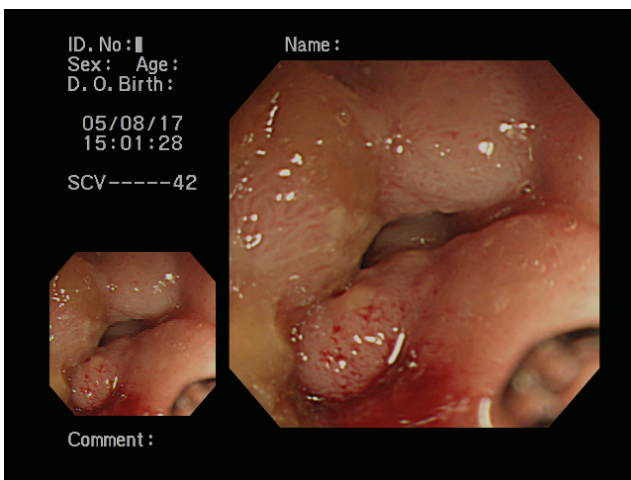 ID. No:
Name:
Sex: Age:
D. O. Birth:
05/08/17
15:01:28
SCV-----42
Comment: